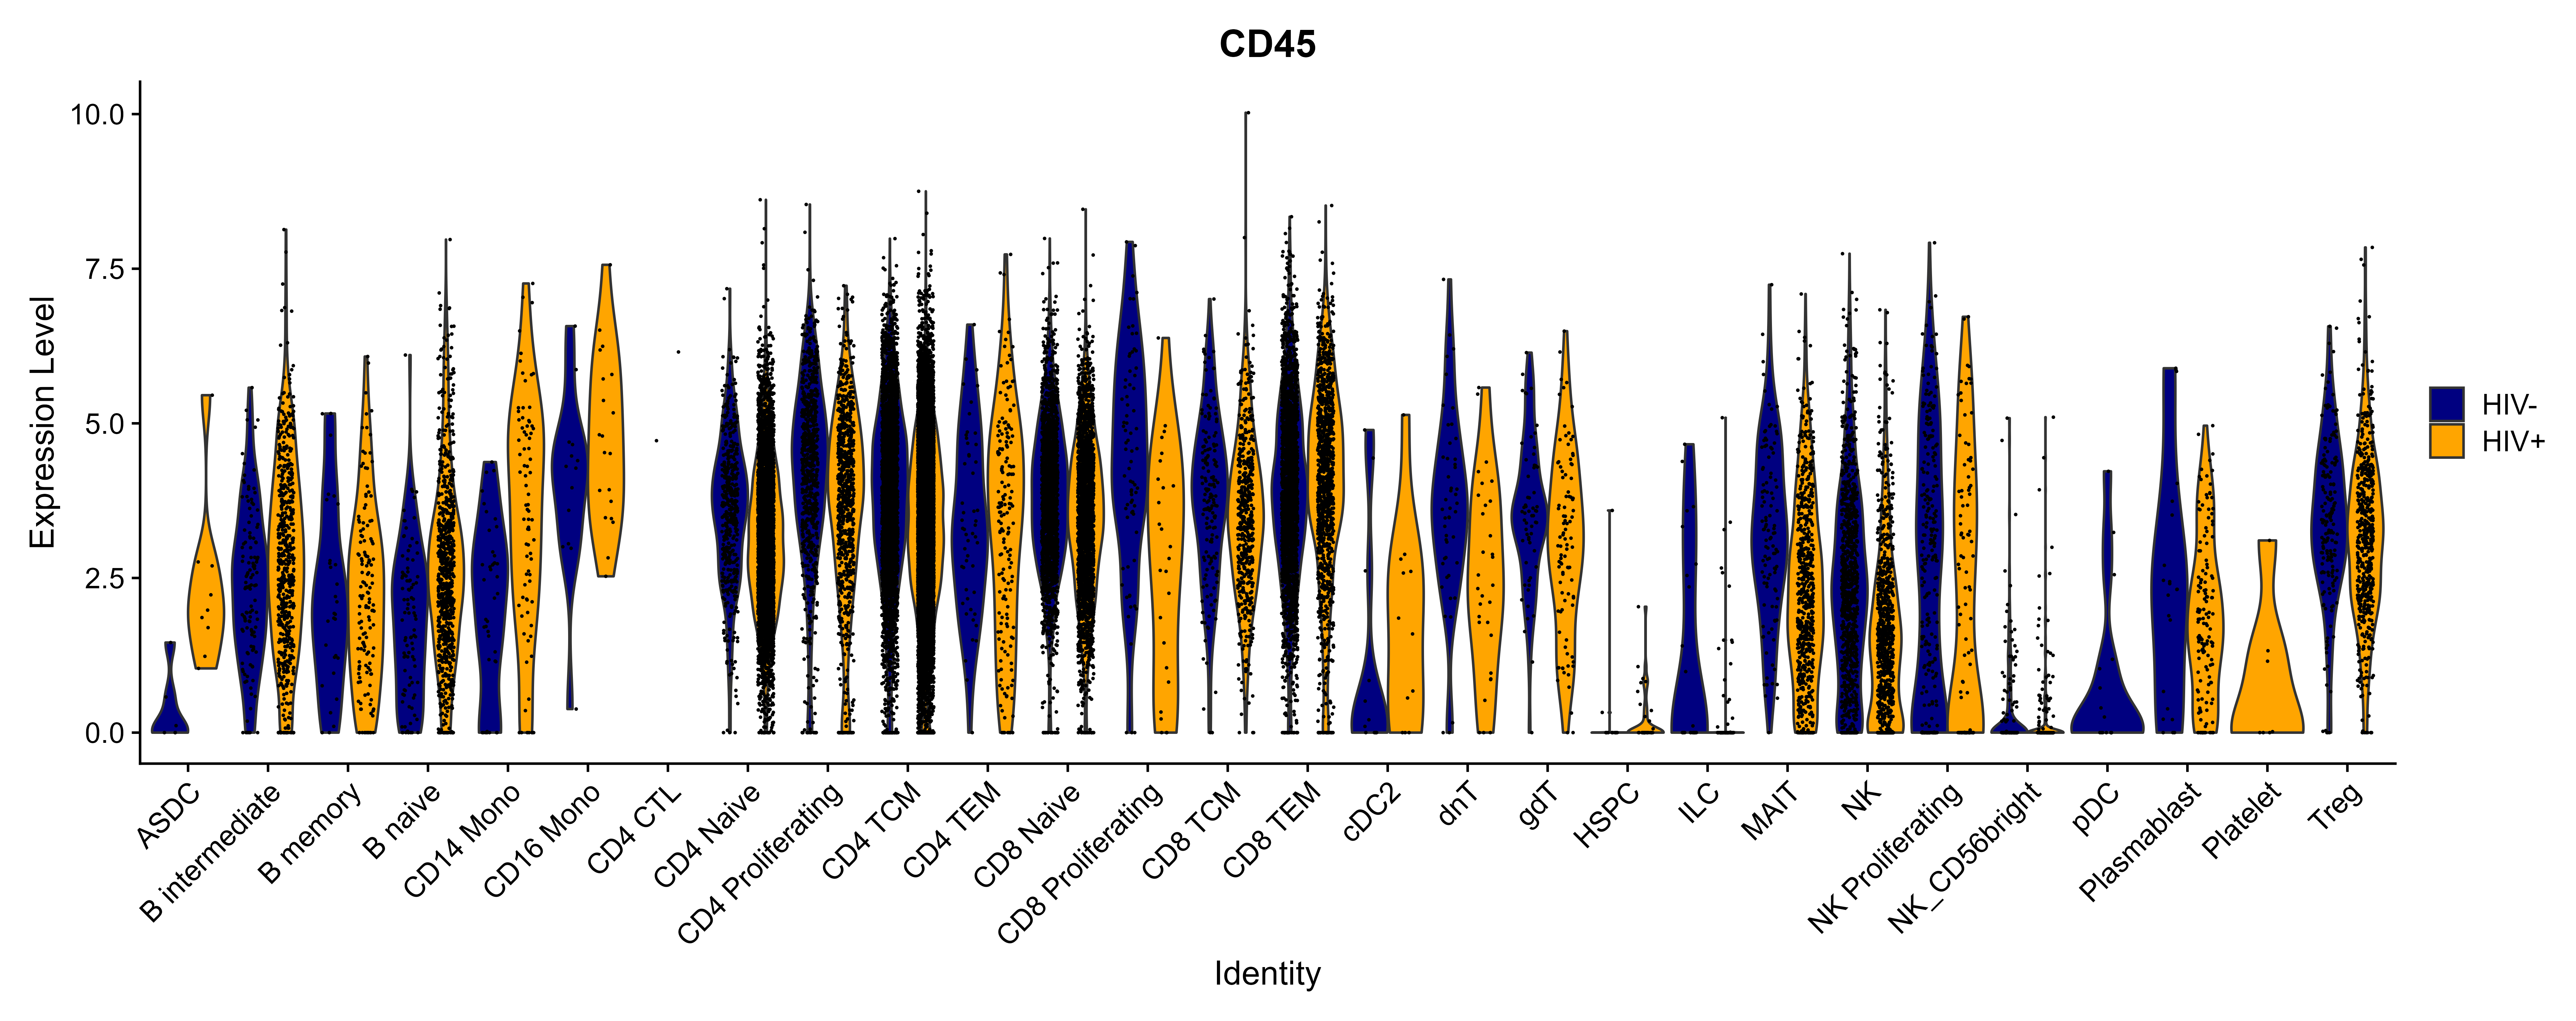 CD45
Expression Level
10.0
7.5
5.0
2.5
0.0
HIV-
HIV+
ASDC
B intermediate
B memory
B naive
CD14 Mono
CD16 Mono
CD4 CTL
CD4 Naive
CD4 Proliferating
CD4 TCM
CD4 TEM
CD8 Naive
CD8 Proliferating
CD8 TCM
CD8 TEM
cDC2
dnT
gdT
HSPC
ILC
MAIT
NK
NK Proliferating
NK_CD56bright
pDC
Plasmablast
Platelet
Treg
Identity